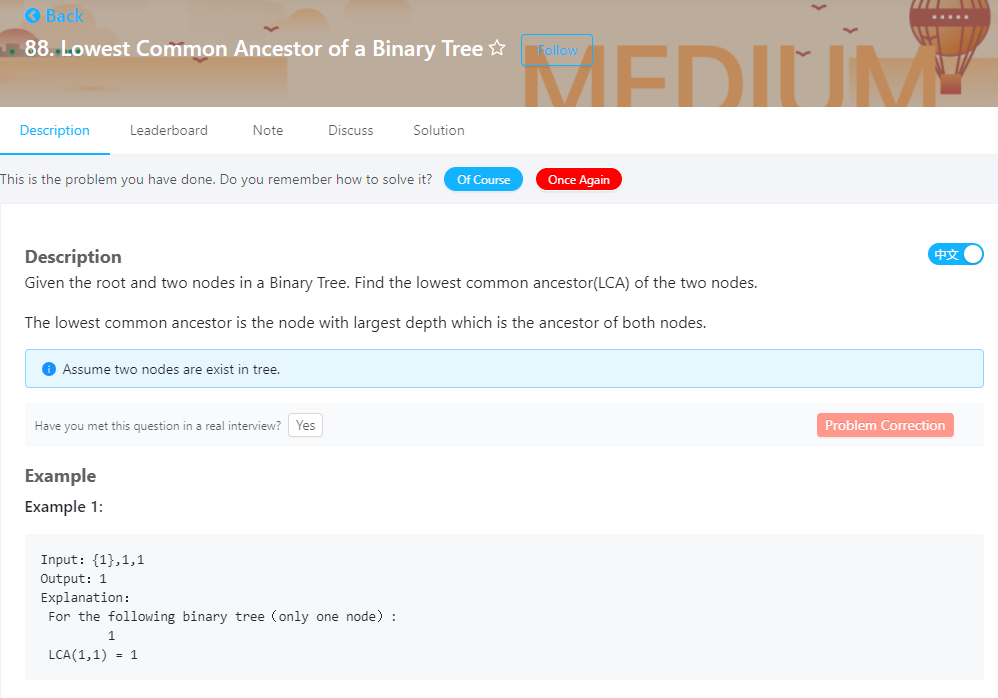 Back
88. Lowest Common Ancestor of a Binary Tree
Follow
MEDIUM
Description
Leaderboard
Note
Discuss
Solution
This is the problem you have done. Do you remember how to solve it?
Of Course
Once Again
Description
中文
Given the root and two nodes in a Binary Tree. Find the lowest common ancestor(LCA) of the two nodes.
The lowest common ancestor is the node with largest depth which is the ancestor of both nodes.
Assume two nodes are exist in tree.
Have you met this question in a real interview?
Yes
Problem Correction
Example
Example 1:
Input: {1},1,1
Output: 1
Explanation:
For the following binary tree（only one node）:
1
LCA(1,1) = 1